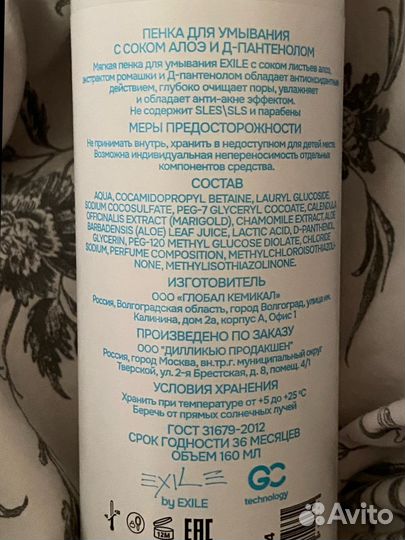 ПЕНКА ДЛЯ УМЫВАНИЯ
С СОКОМ АЛОЭ И Д-ПАНТЕНОЛОМ
Мягкая пенка для умывания EXILE с соком листьев алоэ,
экстрактом ромашки и Д-пантенолом обладает антиоксидантным
действием, глубоко очищает поры, увлажняет
и обладает анти-акне эффектом.
Не содержит SLES\SLS и парабены
МЕРЫ ПРЕДОСТОРОЖНОСТИ
Не принимать внутрь, хранить в недоступном для детей месте.
Возможна индивидуальная непереносимость отдельных
компонентов средства.
СОСТАВ
AQUA, COCAMIDOPROPYL BETAINE, LAURYL GLUCOSIDE,
SODIUM COCOSULFATE, PEG-7 GLYCERYL COCOATE, CALENDULA
OFFICINALIS EXTRACT (MARIGOLD), CHAMOMILE EXTRACT, ALOE
BARBADENSIS (ALOE) LEAF JUICE, LACTIC ACID, D-PANTHENOL,
GLYCERIN, PEG-120 METHYL GLUCOSE DIOLATE, CHLORIDE
SODIUM, PERFUME COMPOSITION, METHYLCHLOROISOTHIAZOLI-
NONE, METHYLISOTHIAZOLINONE.
ИЗГОТОВИТЕЛЬ
ООО «ГЛОБАЛ КЕМИКАЛ»
Россия, Волгоградская область, город Волгоград, улица им.
Калинина, дом 2а, корпус А, Офис 1
ПРОИЗВЕДЕНО ПО ЗАКАЗУ
ООО "ДИЛЛИКЬЮ ПРОДАКШЕН"
Россия, город Москва, вн.тр.г. муниципальный округ
Тверской, ул. 2-я Брестская, д. 8, помещ. 4/1
УСЛОВИЯ ХРАНЕНИЯ
Хранить при температуре от +5 до +25 °C
Беречь от прямых солнечных лучей
ГОСТ 31679-2012
СРОК ГОДНОСТИ 36 МЕСЯЦЕВ
ОБЪЕМ 160 МЛ
EXILE GC
by EXILE technology
12M EAC
4
Avito